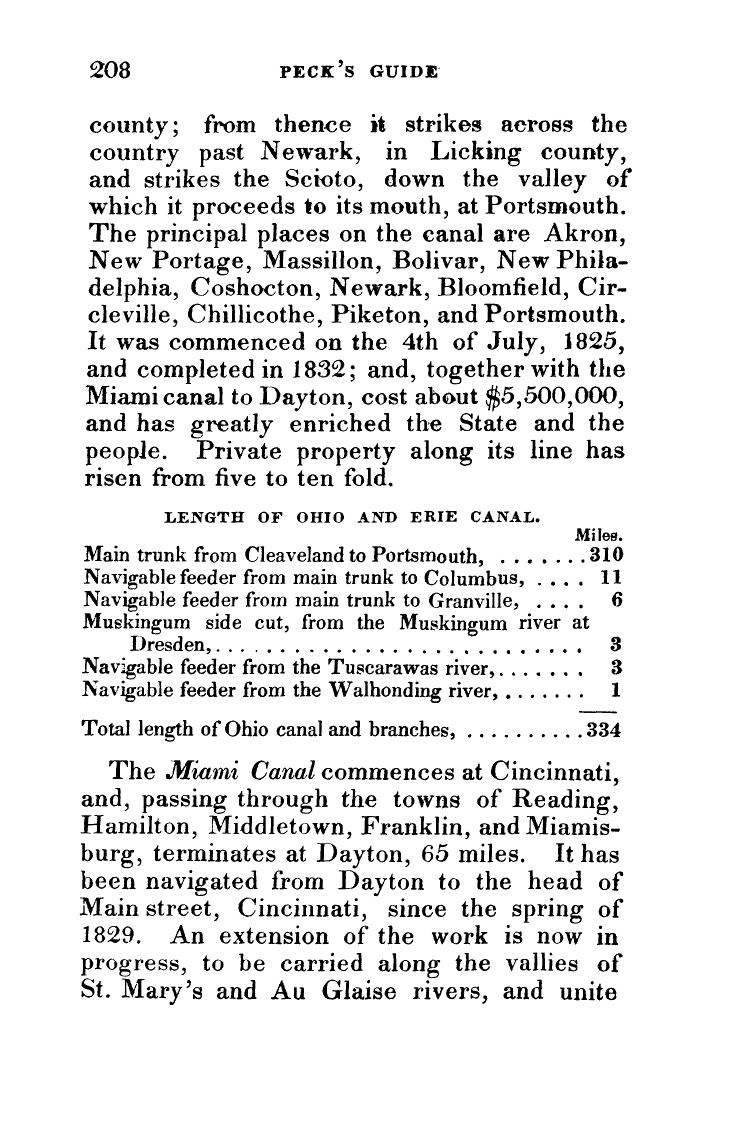 208 PECK'S GUIDE
county; from thence it strikes across the
country past Newark, in Licking county,
and strikes the Scioto, down the valley of
which it proceeds to its mouth, at Portsmouth.
The principal places on the canal are Akron,
New Portage, Massillon, Bolivar, New Phila-
delphia, Coshocton, Newark, Bloomfield, Cir-
cleville, Chillicothe, Piketon, and Portsmouth.
It was commenced on the 4th of July, 1825,
and completed in 1832; and, together with the
Miami canal to Dayton, cost about $5,500,000,
and has greatly enriched the State and the
people. Private property along its line has
risen from five to ten fold.
LENGTH OF OHIO AND ERIE CANAL.
Miles.
Main trunk from Cleaveland to Portsmouth, . . . . . . . 310
Navigable feeder from main trunk to Columbus, . . . . 11
Navigable feeder from main trunk to Granville, . . . . 6
Muskingum side cut, from the Muskingum river at
Dresden, . . . . . . . . . . . . . . . . . . . . . . . . . . . 3
Navigable feeder from the Tuscarawas river, . . . . . . . 3
Navigable feeder from the Walhonding river, . . . . . . . 1
Total length of Ohio canal and branches, . . . . . . . . . . 334
The Miami Canal commences at Cincinnati,
and, passing through the towns of Reading,
Hamilton, Middletown, Franklin, and Miamis-
burg, terminates at Dayton, 65 miles. It has
been navigated from Dayton to the head of
Main street, Cincinnati, since the spring of
1829. An extension of the work is now in
progress, to be carried along the vallies of
St. Mary's and Au Glaise rivers, and unite